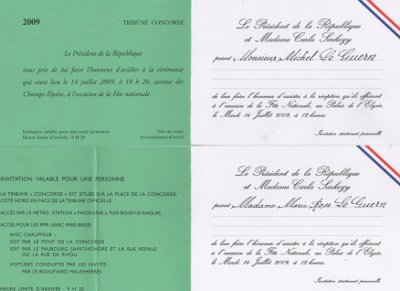 2009
TRIBUNE CONCORDE
Le Président de la République
vous prie de lui faire l'honneur d'assister à la cérémonie
qui aura lieu le 14 juillet 2009, à 10 h 20, avenue des
Champs-Elysées, à l'occasion de la Fête nationale.
Invitation valable pour une seule personne
Heure limite d'arrivée : 9 H 20
Voir au verso
les conditions d'accès
Le Président de la République
et Madame Carla Sarkozy
prient Monsieur Michel Le Guern
de leur faire l'honneur d'assister à la réception qu'ils offriront
à l'occasion de la Fête Nationale, au Palais de l'Elysée,
le Mardi 14 Juillet 2009, à
Invitation strictement personnelle
INVITATION VALABLE POUR UNE PERSONNE
LA TRIBUNE « CONCORDE » EST SITUÉE SUR LA PLACE DE LA CONCORDE,
CÔTÉ NORD, EN FACE DE LA TRIBUNE OFFICIELLE
ACCÈS PAR LE MÉTRO : STATION « MADELEINE » PUIS BOISSY-D'ANGLAS
ACCÈS POUR LES PMR (AVEC PARE-BRISE)
AVEC CHAUFFEUR :
SOIT PAR LE PONT DE LA CONCORDE
SOIT PAR LE FAUBOURG SAINT-HONORÉ ET LA RUE ROYALE
OU LA RUE DE RIVOLI
VOITURES CONDUITES PAR LES INVITÉS :
PAR LE BOULEVARD MALESHERBES
HEURE LIMITE D'ARRIVÉE : 9 H 20
Le Président de la République
et Madame Carla Sarkozy
prient Madame Marie-Rose Le Guern
de leur faire l'honneur d'assister à la réception qu'ils offriront
à l'occasion de la Fête Nationale, au Palais de l'Elysée,
le Mardi 14 Juillet 2009, à
Invitation strictement personnelle